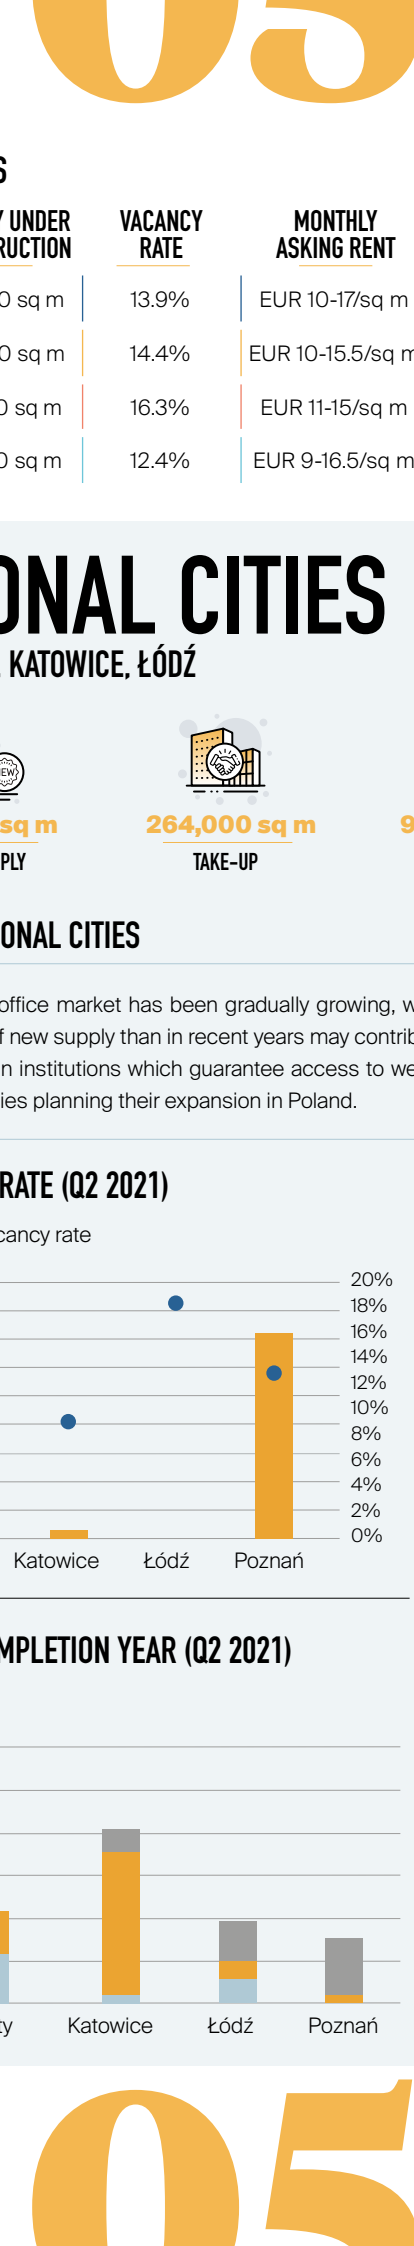 05
S
Y UNDER
RUCTION
VACANCY
RATE
MONTHLY
ASKING RENT
0 sq m 13.9% EUR 10-17/sq m
0 sq m 14.4% EUR 10-15.5/sq m
0 sq m 16.3% EUR 11-15/sq m
0 sq m 12.4% EUR 9-16.5/sq m
ONAL CITIES
, KATOWICE, ŁÓDŹ
NEW
sq m 264,000 sq m 9
PLY TAKE-UP
ONAL CITIES
office market has been gradually growing, w
f new supply than in recent years may contrib
n institutions which guarantee access to we
ies planning their expansion in Poland.
RATE (Q2 2021)
cancy rate
20%
18%
16%
14%
12%
10%
8%
6%
4%
2%
0%
Katowice Łódź Poznań
MPLETION YEAR (Q2 2021)
ty Katowice Łódź Poznań
05